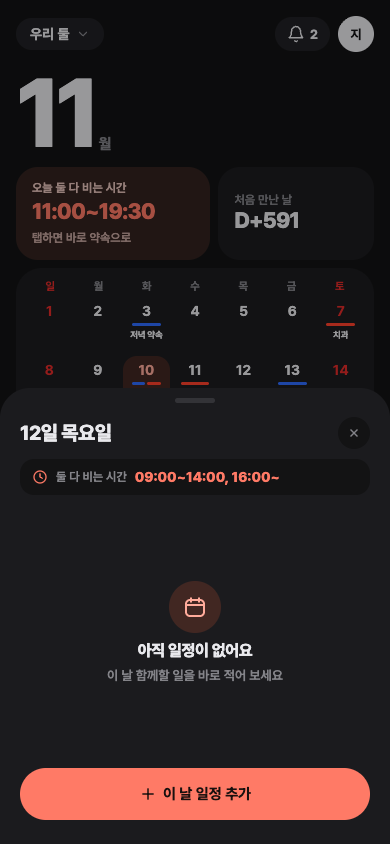 우리 둘
2
지
11월
오늘 둘 다 비는 시간
11:00~19:30
탭하면 바로 약속으로
처음 만난 날
D+591
일 월 화 수 목 금 토
1 2 3 4 5 6 7
저녁 약속 치과
8 9 10 11 12 13 14
12일 목요일
둘 다 비는 시간 09:00~14:00, 16:00~
아직 일정이 없어요
이 날 함께할 일을 바로 적어 보세요
+ 이 날 일정 추가